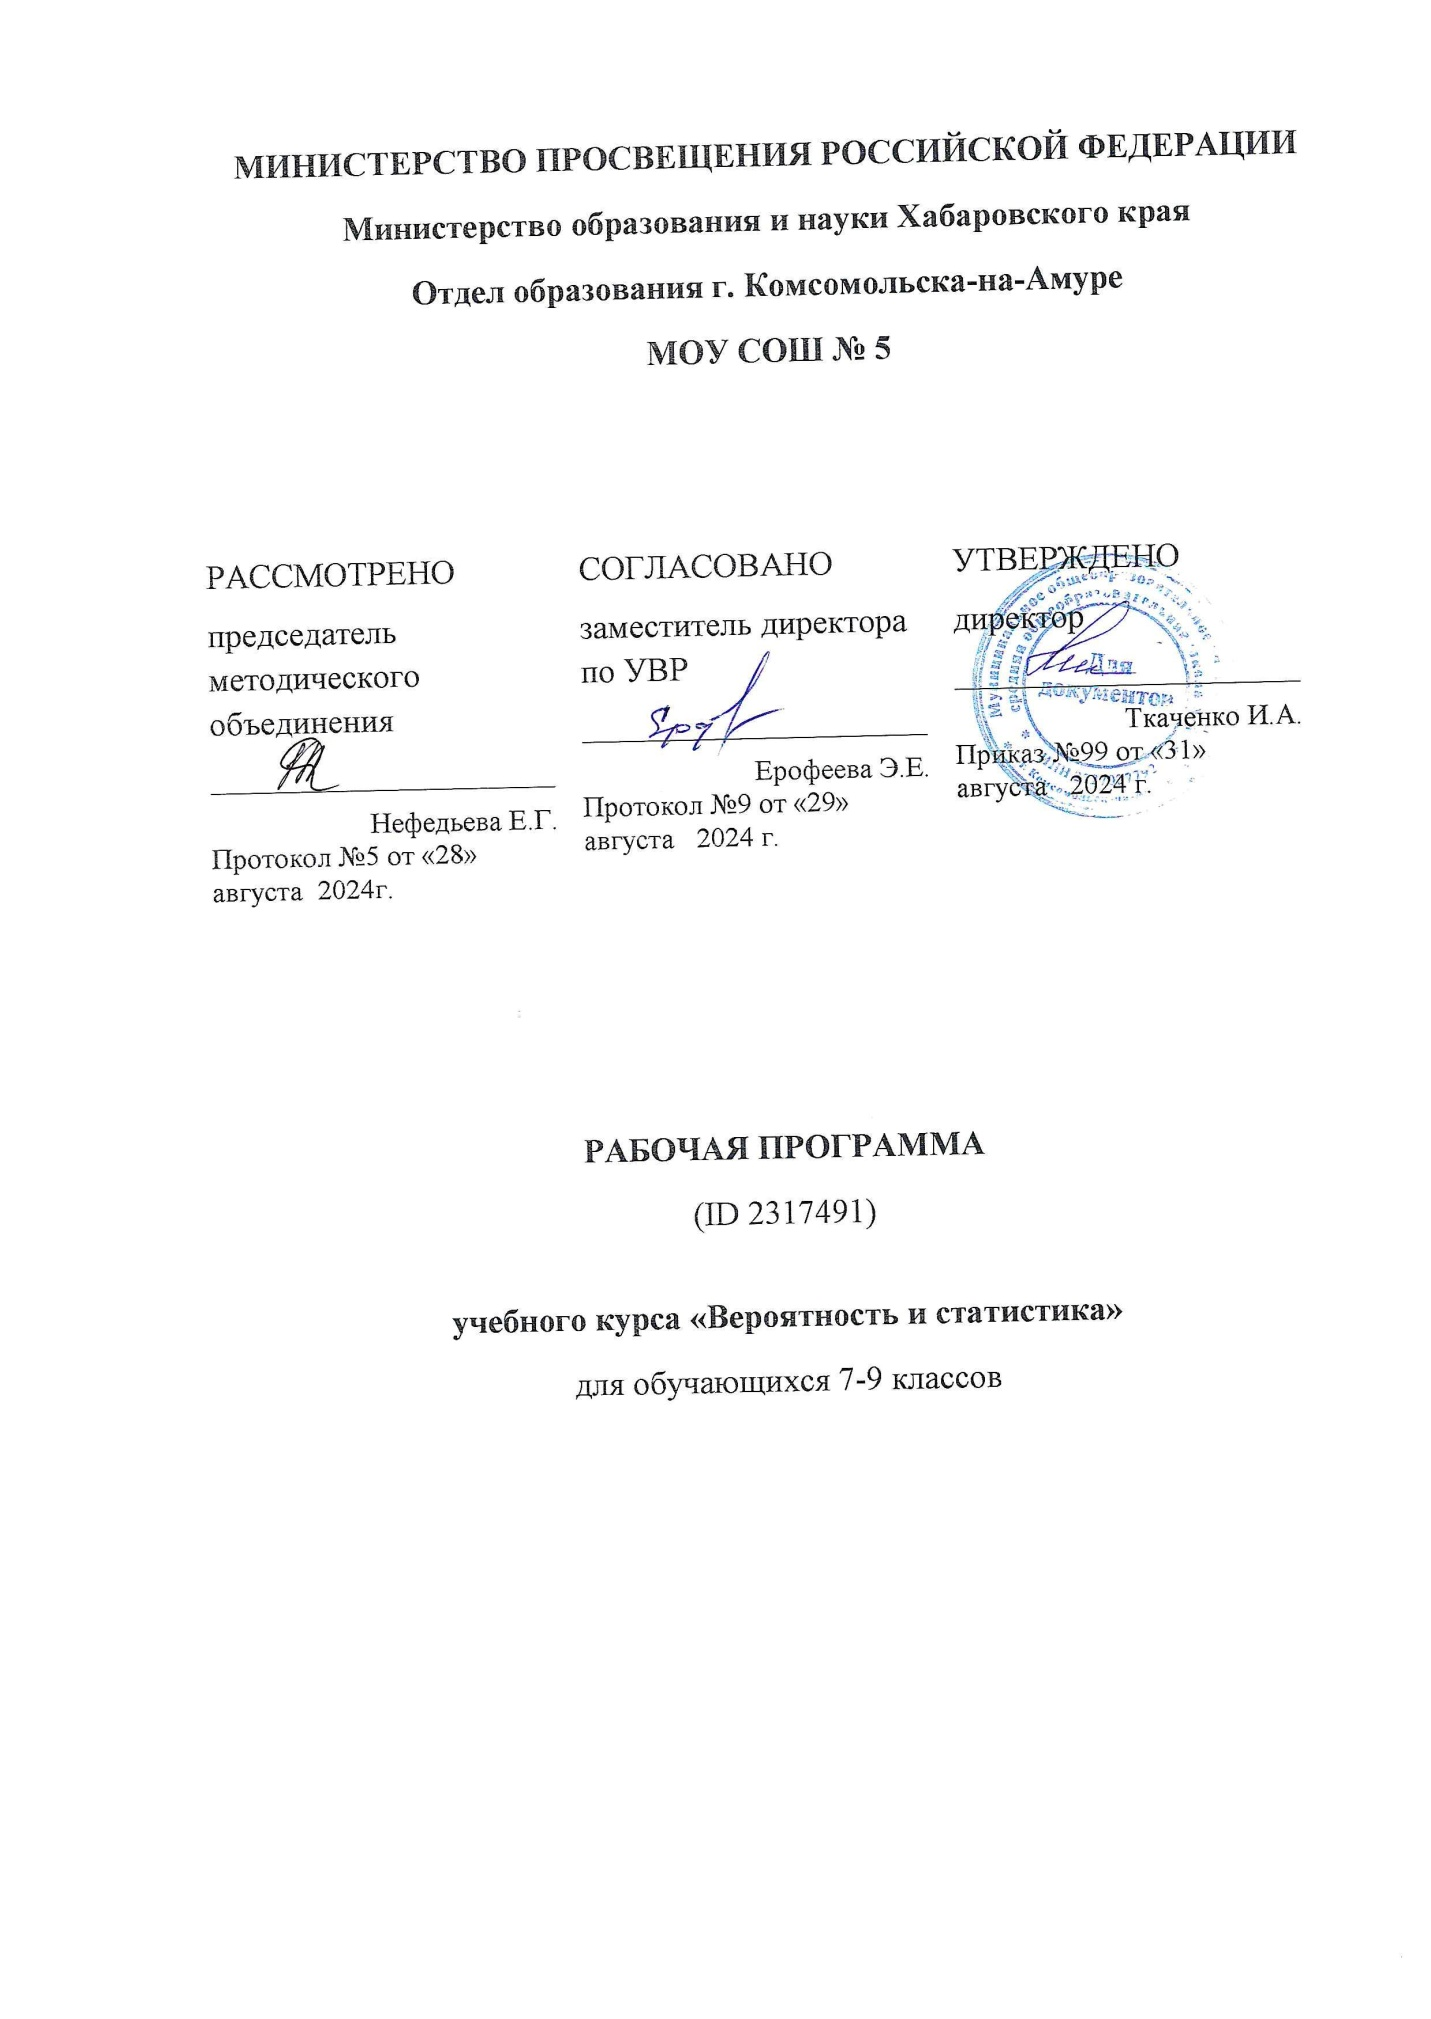 МИНИСТЕРСТВО ПРОСВЕЩЕНИЯ РОССИЙСКОЙ ФЕДЕРАЦИИ
Министерство образования и науки Хабаровского края
Отдел образования г. Комсомольска-на-Амуре
МОУ СОШ № 5
РАССМОТРЕНО
председатель
методического
объединения
Нефедьева Е.Г.
Протокол №5 от «28»
августа 2024г.
СОГЛАСОВАНО
заместитель директора
по УВР
Ерофеева Э.Е.
Протокол №9 от «29»
августа 2024 г.
УТВЕРЖДЕНО
директор
Для
документов
Ткаченко И.А.
Приказ №99 от «31»
августа 2024 г.
РАБОЧАЯ ПРОГРАММА
(ID 2317491)
учебного курса «Вероятность и статистика»
для обучающихся 7-9 классов